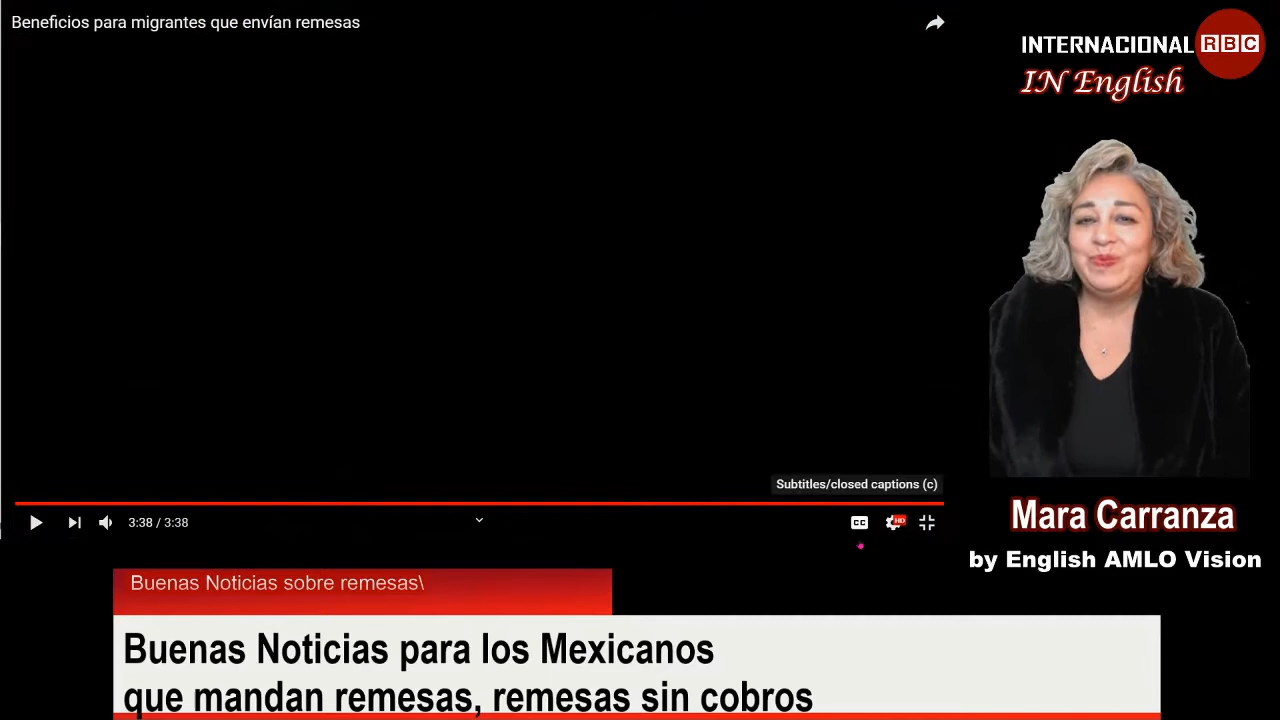 Beneficios para migrantes que envían remesas
INTERNACIONAL RBC
IN English
Subtitles/closed captions (c)
3:38 / 3:38
CC
HD
Mara Carranza
by English AMLO Vision
Buenas Noticias sobre remesas\
Buenas Noticias para los Mexicanos
que mandan remesas, remesas sin cobros